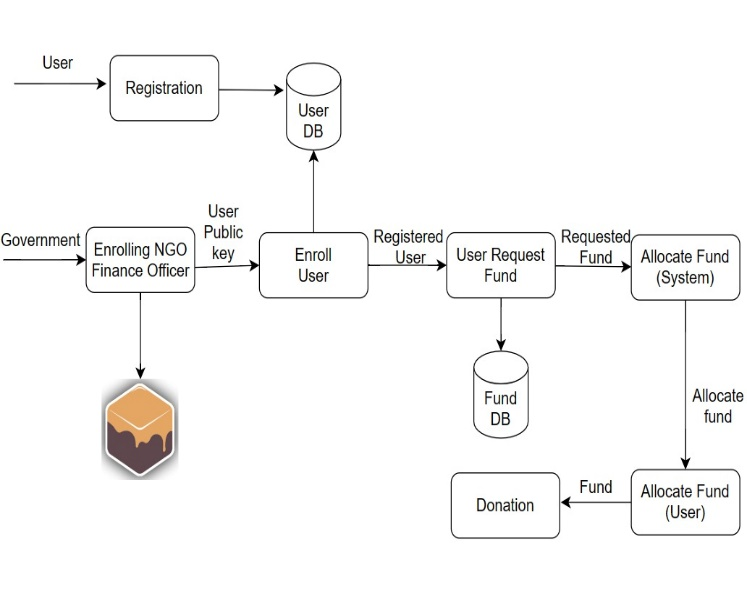 User
Registration
User
DB
Government
Enrolling NGO
Finance Officer
User
Public
key
Enroll
User
Registered
User
User Request
Fund
Requested
Fund
Allocate Fund
(System)
Fund
DB
Allocate
fund
Donation
Fund
Allocate Fund
(User)